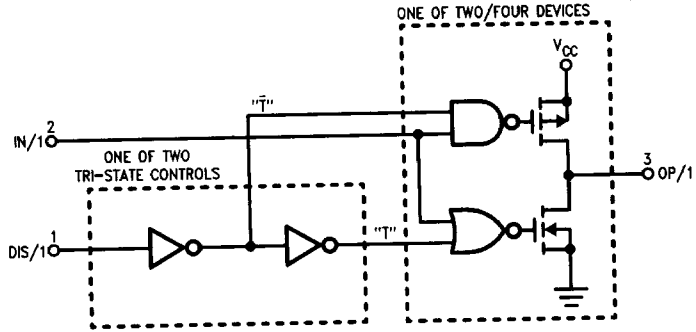 ONE OF TWO/FOUR DEVICES
VCC
"T̄"
2
IN/1
ONE OF TWO
TRI-STATE CONTROLS
3
OP/1
1
DIS/1
"T"